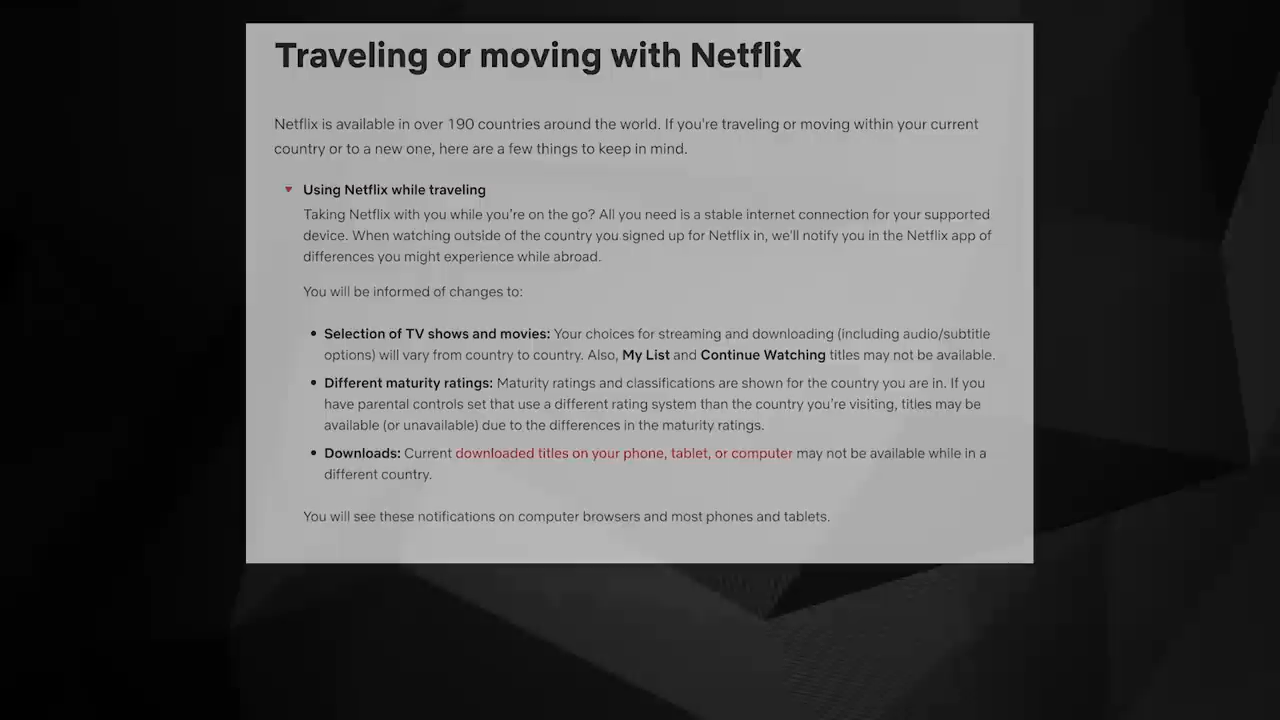 Traveling or moving with Netflix
Netflix is available in over 190 countries around the world. If you're traveling or moving within your current
country or to a new one, here are a few things to keep in mind.
Using Netflix while traveling
Taking Netflix with you while you're on the go? All you need is a stable internet connection for your supported
device. When watching outside of the country you signed up for Netflix in, we'll notify you in the Netflix app of
differences you might experience while abroad.
You will be informed of changes to:
• Selection of TV shows and movies: Your choices for streaming and downloading (including audio/subtitle
options) will vary from country to country. Also, My List and Continue Watching titles may not be available.
• Different maturity ratings: Maturity ratings and classifications are shown for the country you are in. If you
have parental controls set that use a different rating system than the country you're visiting, titles may be
available (or unavailable) due to the differences in the maturity ratings.
• Downloads: Current downloaded titles on your phone, tablet, or computer may not be available while in a
different country.
You will see these notifications on computer browsers and most phones and tablets.